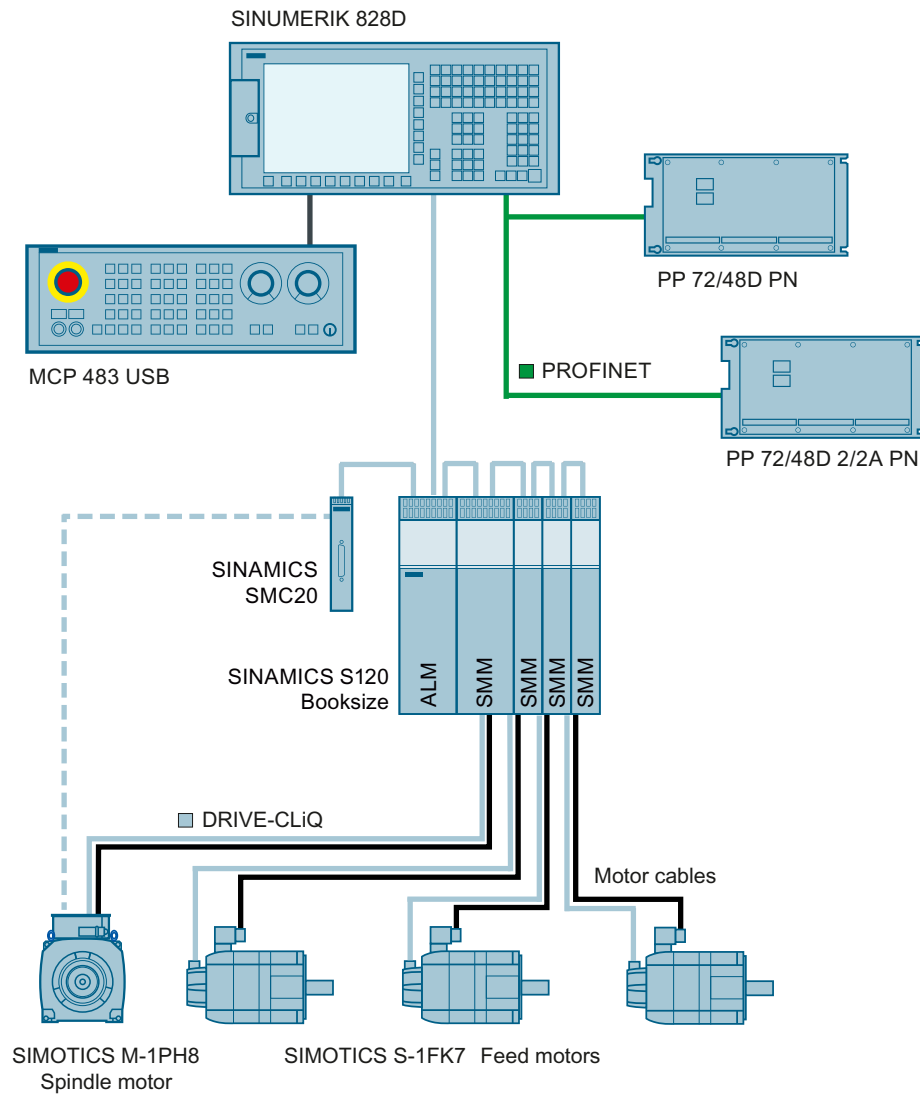 SINUMERIK 828D
PP 72/48D PN
MCP 483 USB
PROFINET
PP 72/48D 2/2A PN
SINAMICS
SMC20
SINAMICS S120
Booksize
ALM
SMM
SMM
SMM
SMM
DRIVE-CLiQ
Motor cables
SIMOTICS M-1PH8
Spindle motor
SIMOTICS S-1FK7 Feed motors